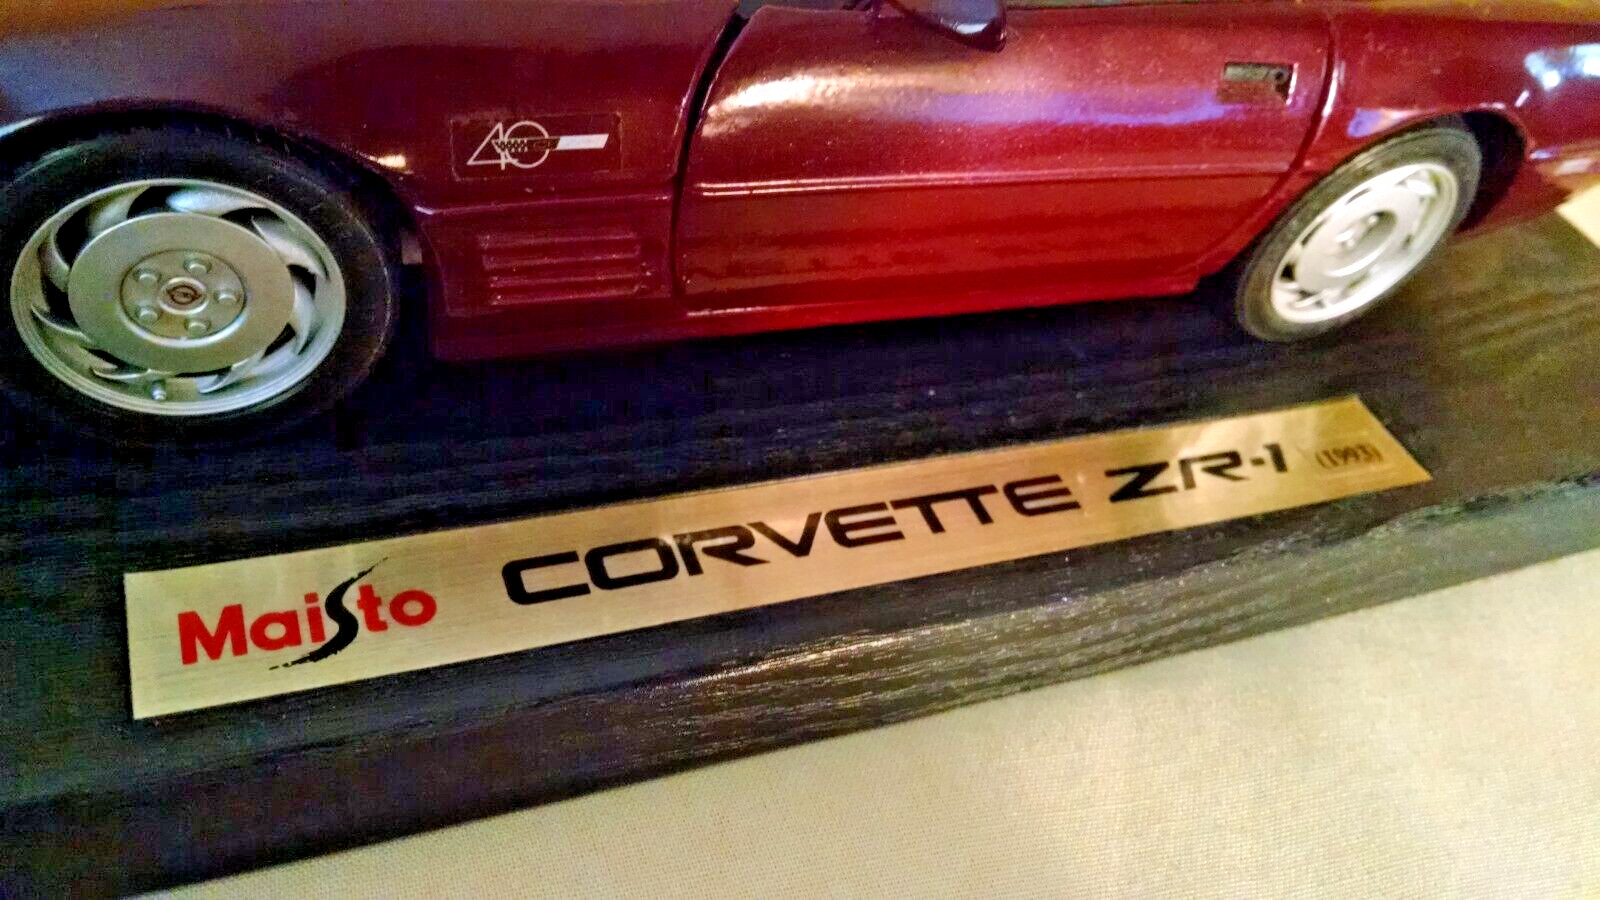 40
Maisto CORVETTE ZR-1 (1993)